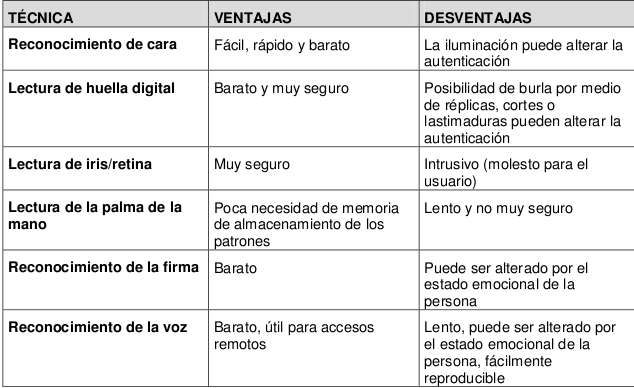 TÉCNICA VENTAJAS DESVENTAJAS
Reconocimiento de cara Fácil, rápido y barato La iluminación puede alterar la
autenticación
Lectura de huella digital Barato y muy seguro Posibilidad de burla por medio
de réplicas, cortes o
lastimaduras pueden alterar la
autenticación
Lectura de iris/retina Muy seguro Intrusivo (molesto para el
usuario)
Lectura de la palma de la Poca necesidad de memoria Lento y no muy seguro
mano de almacenamiento de los
patrones
Reconocimiento de la firma Barato Puede ser alterado por el
estado emocional de la
persona
Reconocimiento de la voz Barato, útil para accesos Lento, puede ser alterado por
remotos el estado emocional de la
persona, fácilmente
reproducible